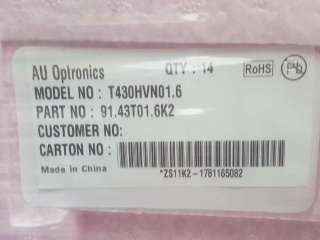 AU Optronics QTY : 14 RoHS Pb
MODEL NO : T430HVN01.6
PART NO : 91.43T01.6K2
CUSTOMER NO:
CARTON NO :
Made in China *ZS11K2-1781165082